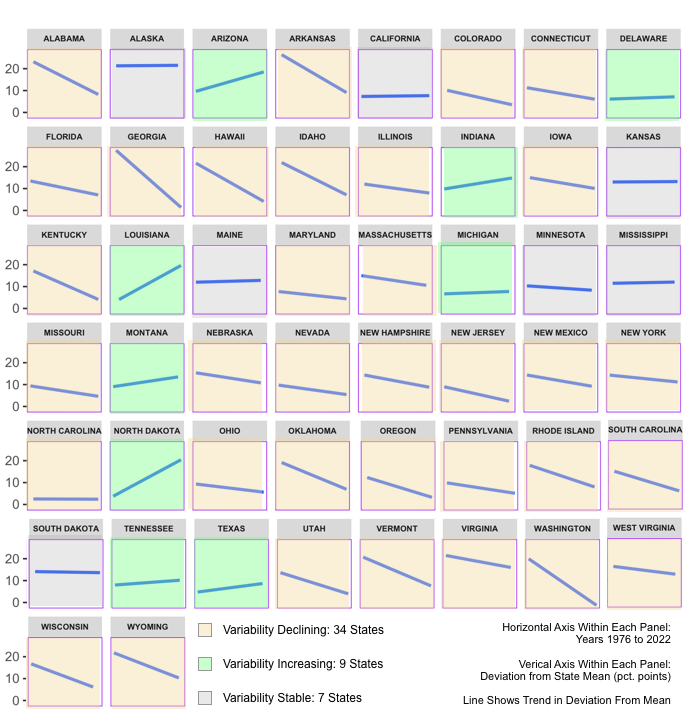 ALABAMA ALASKA ARIZONA ARKANSAS CALIFORNIA COLORADO CONNECTICUT DELAWARE
20
10
0
FLORIDA GEORGIA HAWAII IDAHO ILLINOIS INDIANA IOWA KANSAS
20
10
0
KENTUCKY LOUISIANA MAINE MARYLAND MASSACHUSETTS MICHIGAN MINNESOTA MISSISSIPPI
20
10
0
MISSOURI MONTANA NEBRASKA NEVADA NEW HAMPSHIRE NEW JERSEY NEW MEXICO NEW YORK
20
10
0
NORTH CAROLINA NORTH DAKOTA OHIO OKLAHOMA OREGON PENNSYLVANIA RHODE ISLAND SOUTH CAROLINA
20
10
0
SOUTH DAKOTA TENNESSEE TEXAS UTAH VERMONT VIRGINIA WASHINGTON WEST VIRGINIA
20
10
0
WISCONSIN WYOMING
20
10
0
Variability Declining: 34 States
Variability Increasing: 9 States
Variability Stable: 7 States
Horizontal Axis Within Each Panel:
Years 1976 to 2022
Verical Axis Within Each Panel:
Deviation from State Mean (pct. points)
Line Shows Trend in Deviation From Mean